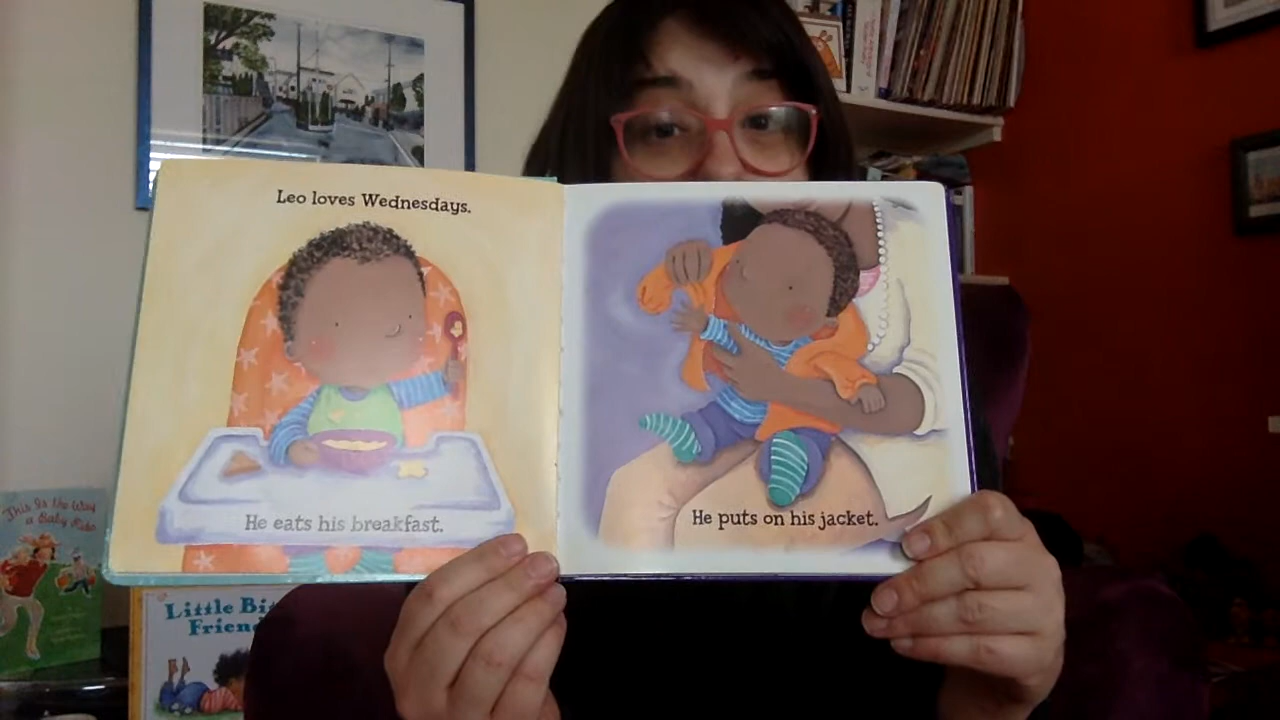 Leo loves Wednesdays.
He eats his breakfast.
He puts on his jacket.
This Is the Way
a Baby Rides
Little Bi
Frien